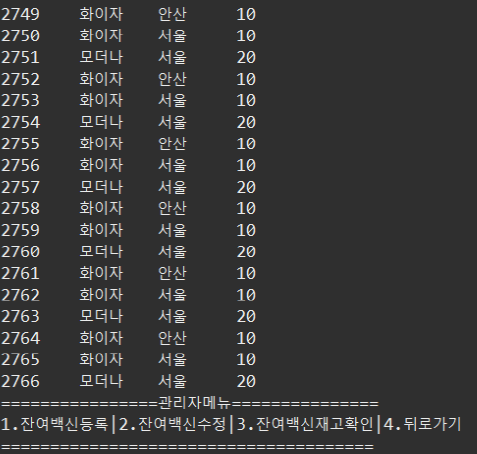 2749 화이자 안산 10
2750 화이자 서울 10
2751 모더나 서울 20
2752 화이자 안산 10
2753 화이자 서울 10
2754 모더나 서울 20
2755 화이자 안산 10
2756 화이자 서울 10
2757 모더나 서울 20
2758 화이자 안산 10
2759 화이자 서울 10
2760 모더나 서울 20
2761 화이자 안산 10
2762 화이자 서울 10
2763 모더나 서울 20
2764 화이자 안산 10
2765 화이자 서울 10
2766 모더나 서울 20
================관리자메뉴===============
1.잔여백신등록|2.잔여백신수정|3.잔여백신재고확인|4.뒤로가기
======================================